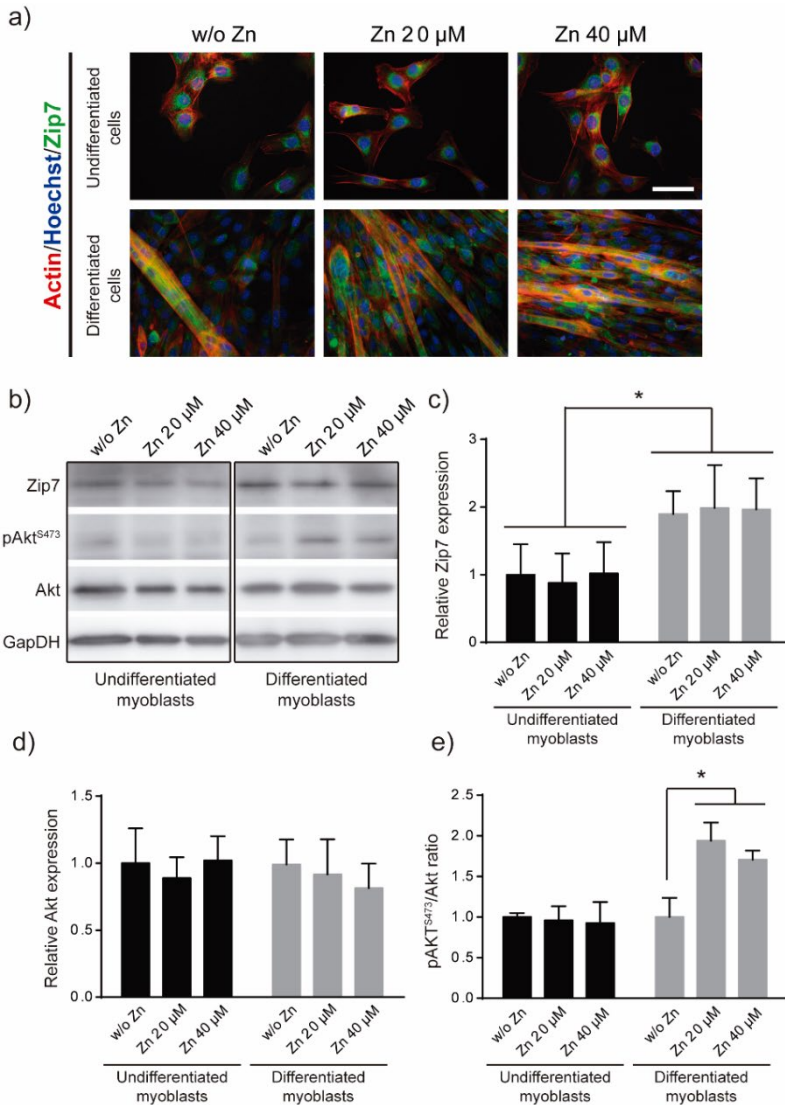 a)
w/o Zn Zn 20 µM Zn 40 µM
Actin/Hoechst/Zip7
Undifferentiated
cells
Differentiated
cells
b)
w/o Zn Zn 20 µM Zn 40 µM w/o Zn Zn 20 µM Zn 40 µM
Zip7
pAktS473
Akt
GapDH
Undifferentiated
myoblasts
Differentiated
myoblasts
c)
*
Relative Zip7 expression
3
2
1
0
w/o Zn Zn 20 µM Zn 40 µM w/o Zn Zn 20 µM Zn 40 µM
Undifferentiated
myoblasts
Differentiated
myoblasts
d)
Relative Akt expression
1.5
1.0
0.5
0.0
w/o Zn Zn 20 µM Zn 40 µM w/o Zn Zn 20 µM Zn 40 µM
Undifferentiated
myoblasts
Differentiated
myoblasts
e)
*
pAKTS473/Akt ratio
2.5
2.0
1.5
1.0
0.5
0.0
w/o Zn Zn 20 µM Zn 40 µM w/o Zn Zn 20 µM Zn 40 µM
Undifferentiated
myoblasts
Differentiated
myoblasts